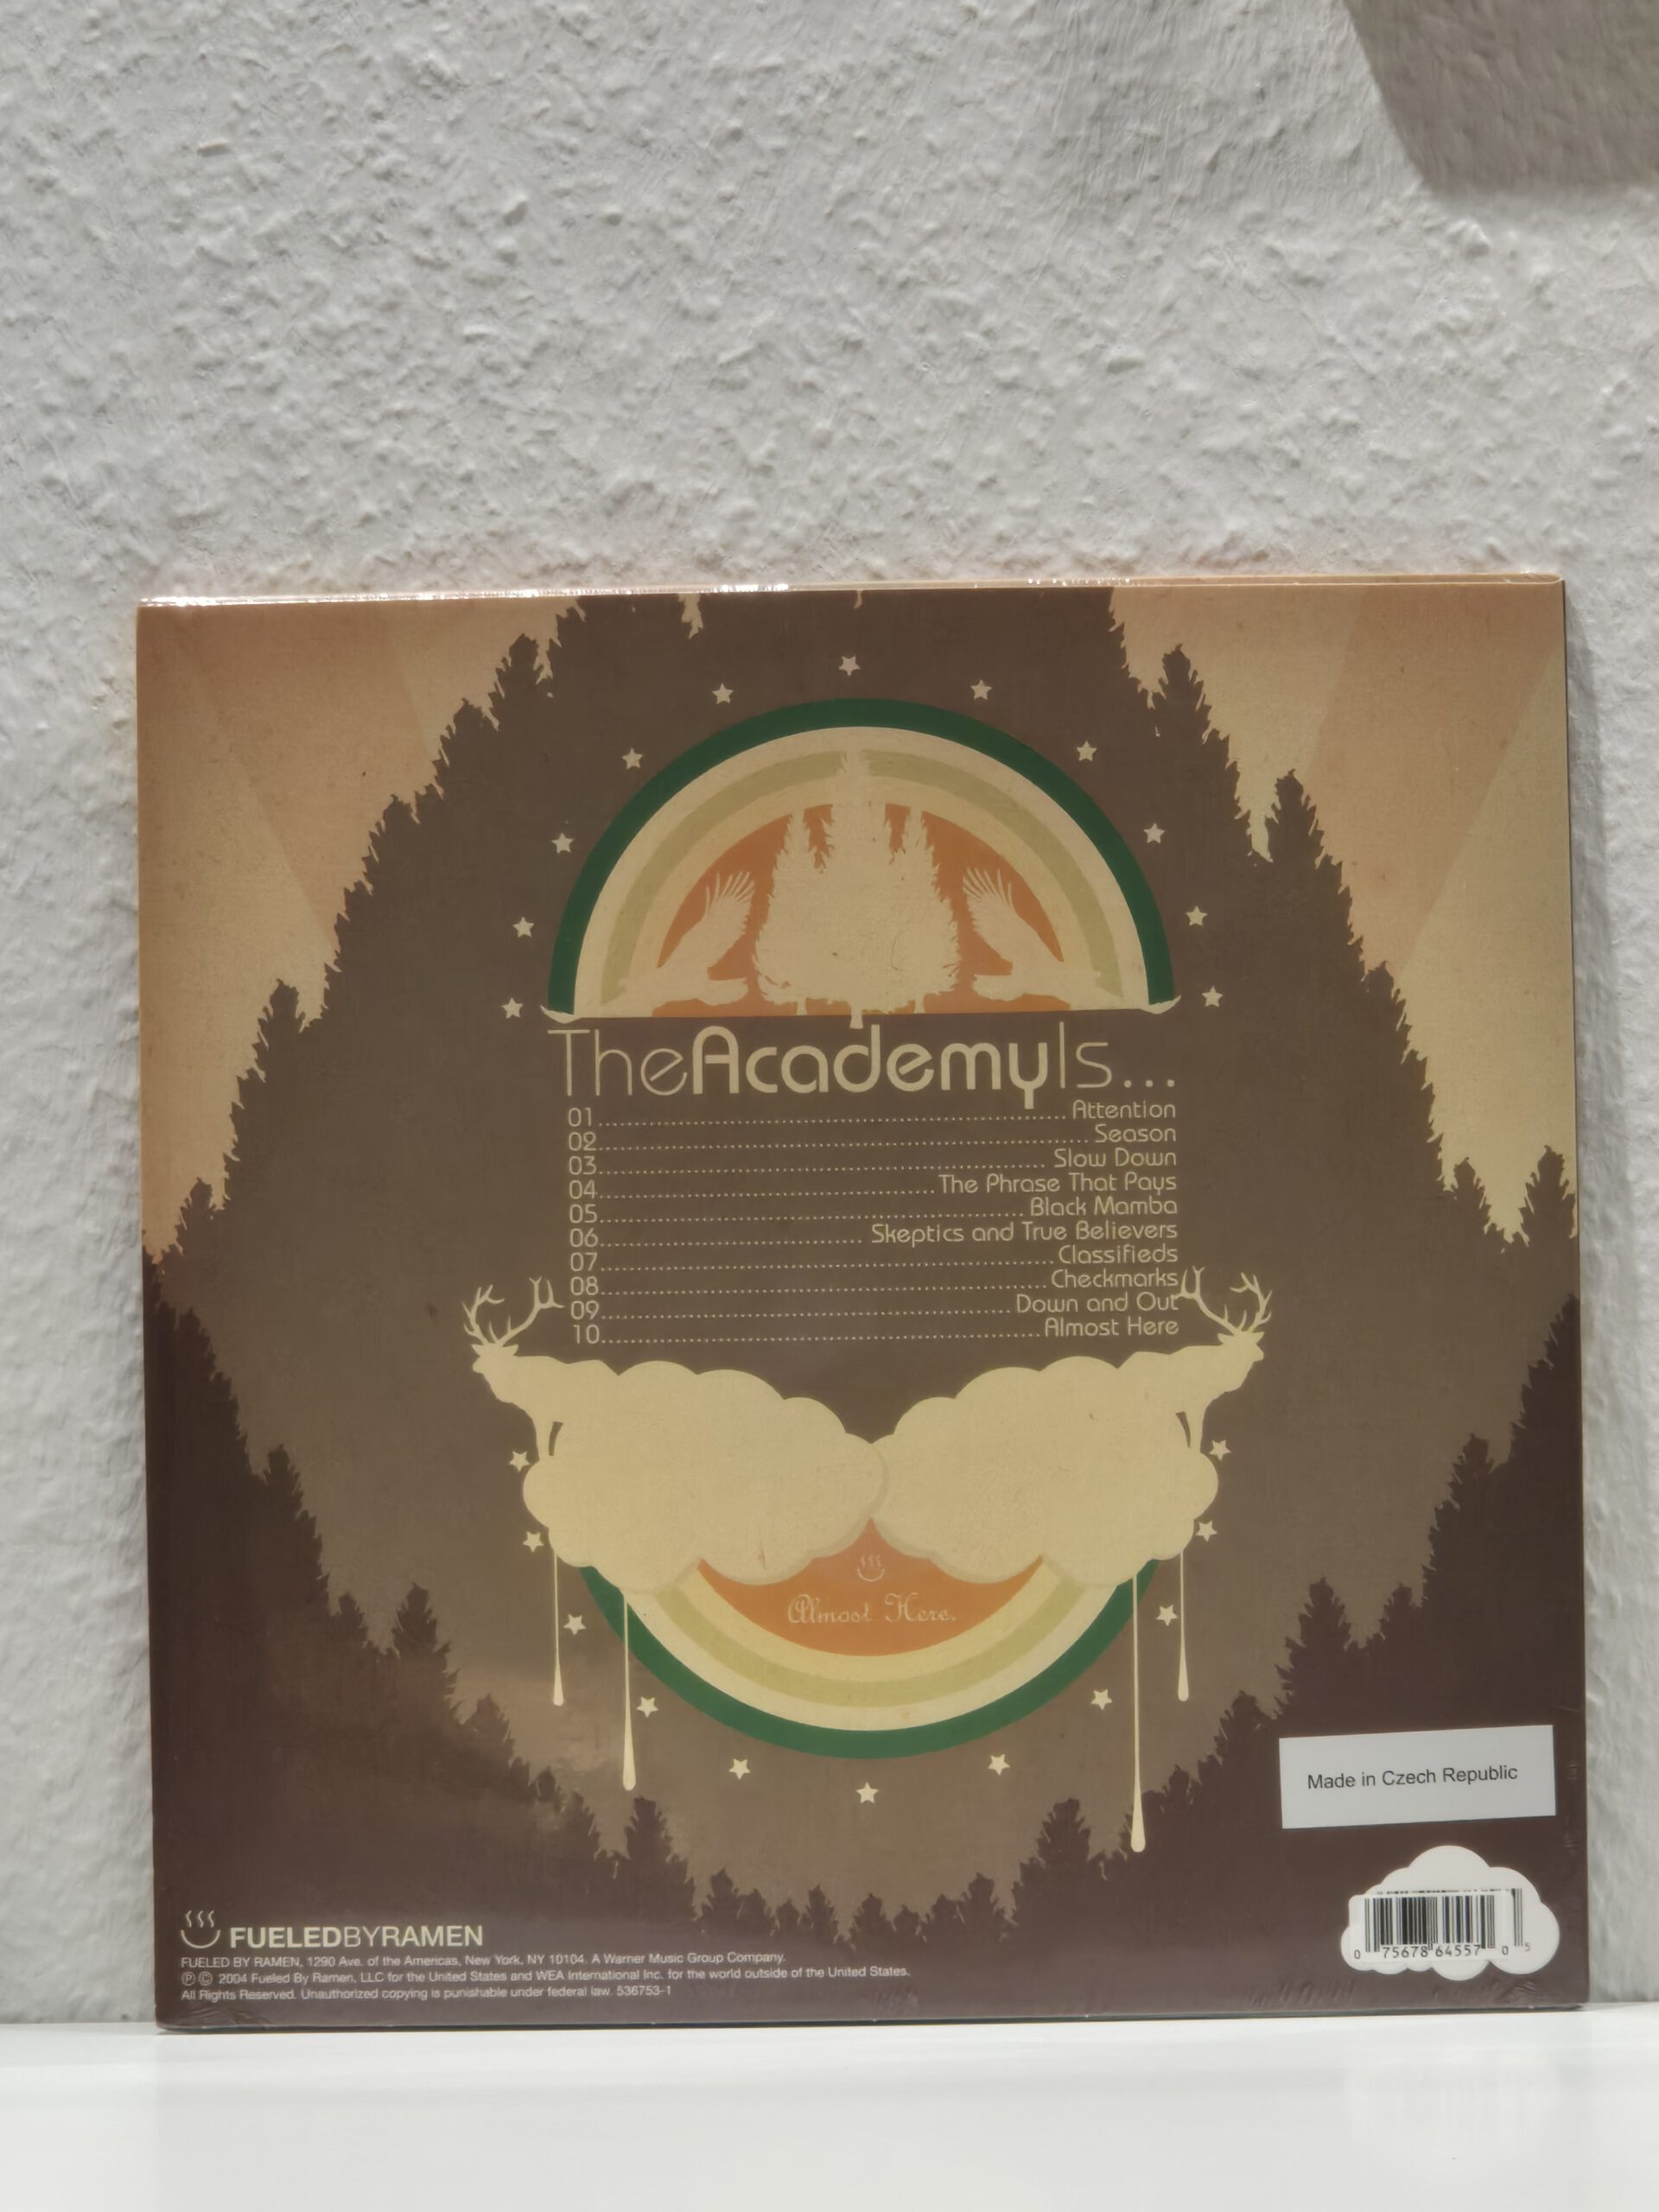 TheAcademyIs...
01 Attention
02 Season
03 Slow Down
04 The Phrase That Pays
05 Black Mamba
06 Skeptics and True Believers
07 Classifieds
08 Checkmarks
09 Down and Out
10 Almost Here
Almost Here.
Made in Czech Republic
0 75678 64557 0 5
FUELEDBYRAMEN
FUELED BY RAMEN, 1290 Ave. of the Americas, New York, NY 10104. A Warner Music Group Company.
Ⓟ © 2004 Fueled By Ramen, LLC for the United States and WEA International Inc. for the world outside of the United States.
All Rights Reserved. Unauthorized copying is punishable under federal law. 536753-1